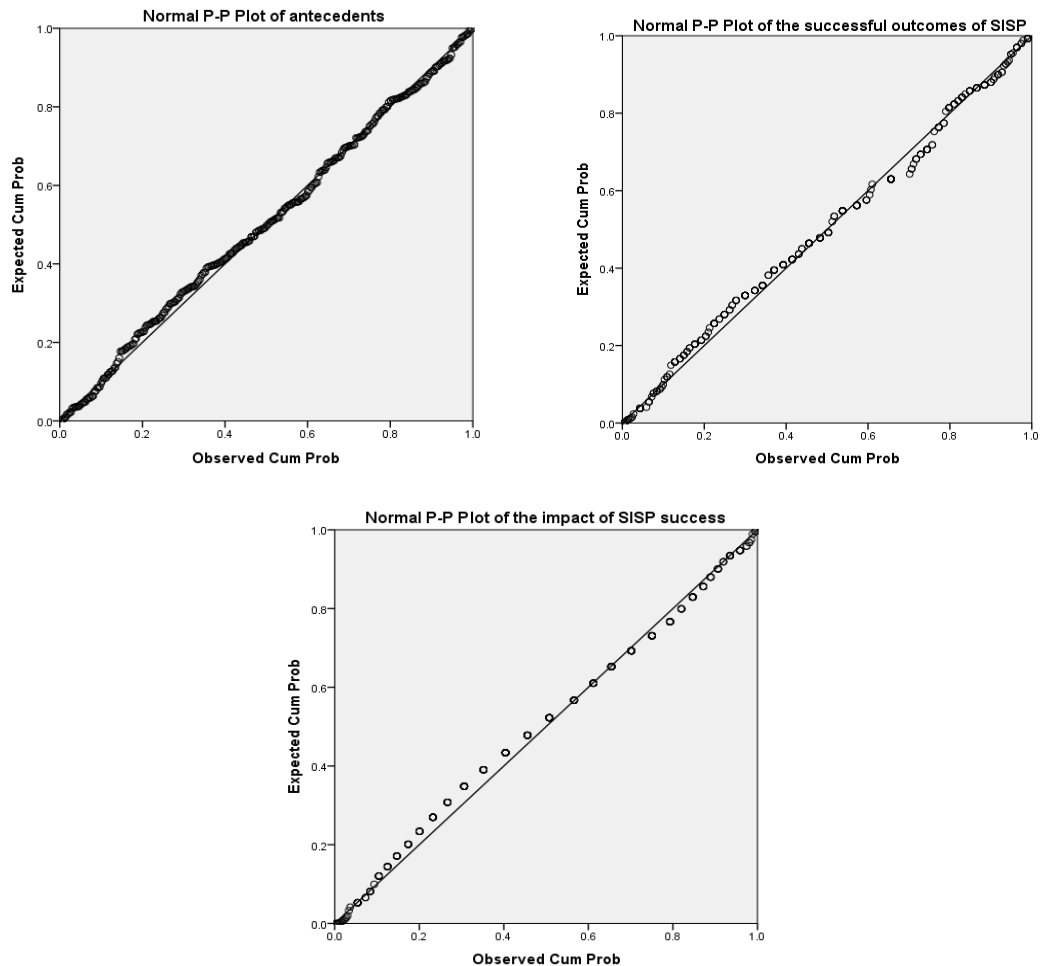 Normal P-P Plot of antecedents
1.0
0.8
0.6
0.4
0.2
0.0
Expected Cum Prob
0.0 0.2 0.4 0.6 0.8 1.0
Observed Cum Prob
Normal P-P Plot of the successful outcomes of SISP
1.0
0.8
0.6
0.4
0.2
0.0
Expected Cum Prob
0.0 0.2 0.4 0.6 0.8 1.0
Observed Cum Prob
Normal P-P Plot of the impact of SISP success
1.0
0.8
0.6
0.4
0.2
0.0
Expected Cum Prob
0.0 0.2 0.4 0.6 0.8 1.0
Observed Cum Prob